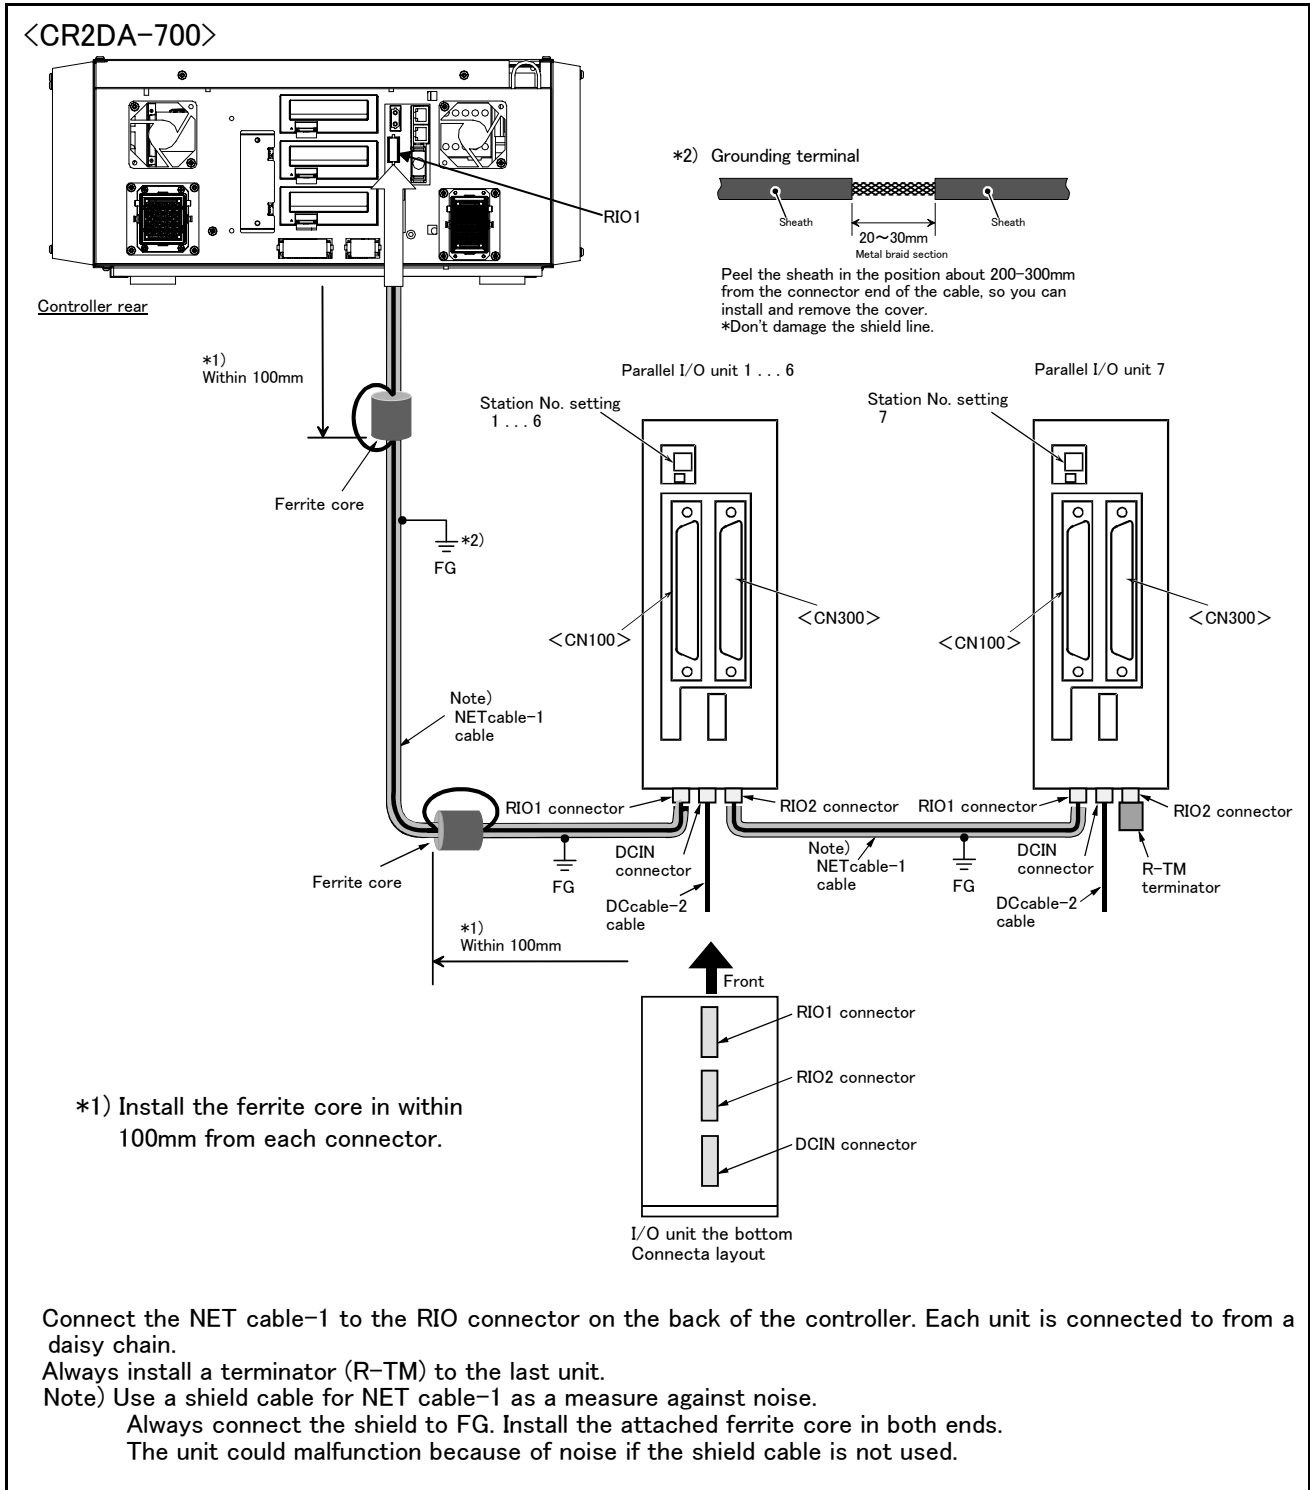 <CR2DA-700>
RIO1
Controller rear
*1)
Within 100mm
Ferrite core
*2)
FG
*2) Grounding terminal
Sheath
Sheath
20~30mm
Metal braid section
Peel the sheath in the position about 200-300mm
from the connector end of the cable, so you can
install and remove the cover.
*Don't damage the shield line.
Parallel I/O unit 1 . . . 6
Station No. setting
1 . . . 6
<CN100>
<CN300>
Parallel I/O unit 7
Station No. setting
7
<CN100>
<CN300>
Note)
NETcable-1
cable
RIO1 connector
RIO2 connector
RIO1 connector
RIO2 connector
Ferrite core
FG
DCIN
connector
DCcable-2
cable
Note)
NETcable-1
cable
FG
DCIN
connector
DCcable-2
cable
R-TM
terminator
*1)
Within 100mm
Front
RIO1 connector
RIO2 connector
DCIN connector
I/O unit the bottom
Connecta layout
*1) Install the ferrite core in within
100mm from each connector.
Connect the NET cable-1 to the RIO connector on the back of the controller. Each unit is connected to from a
daisy chain.
Always install a terminator (R-TM) to the last unit.
Note) Use a shield cable for NET cable-1 as a measure against noise.
Always connect the shield to FG. Install the attached ferrite core in both ends.
The unit could malfunction because of noise if the shield cable is not used.